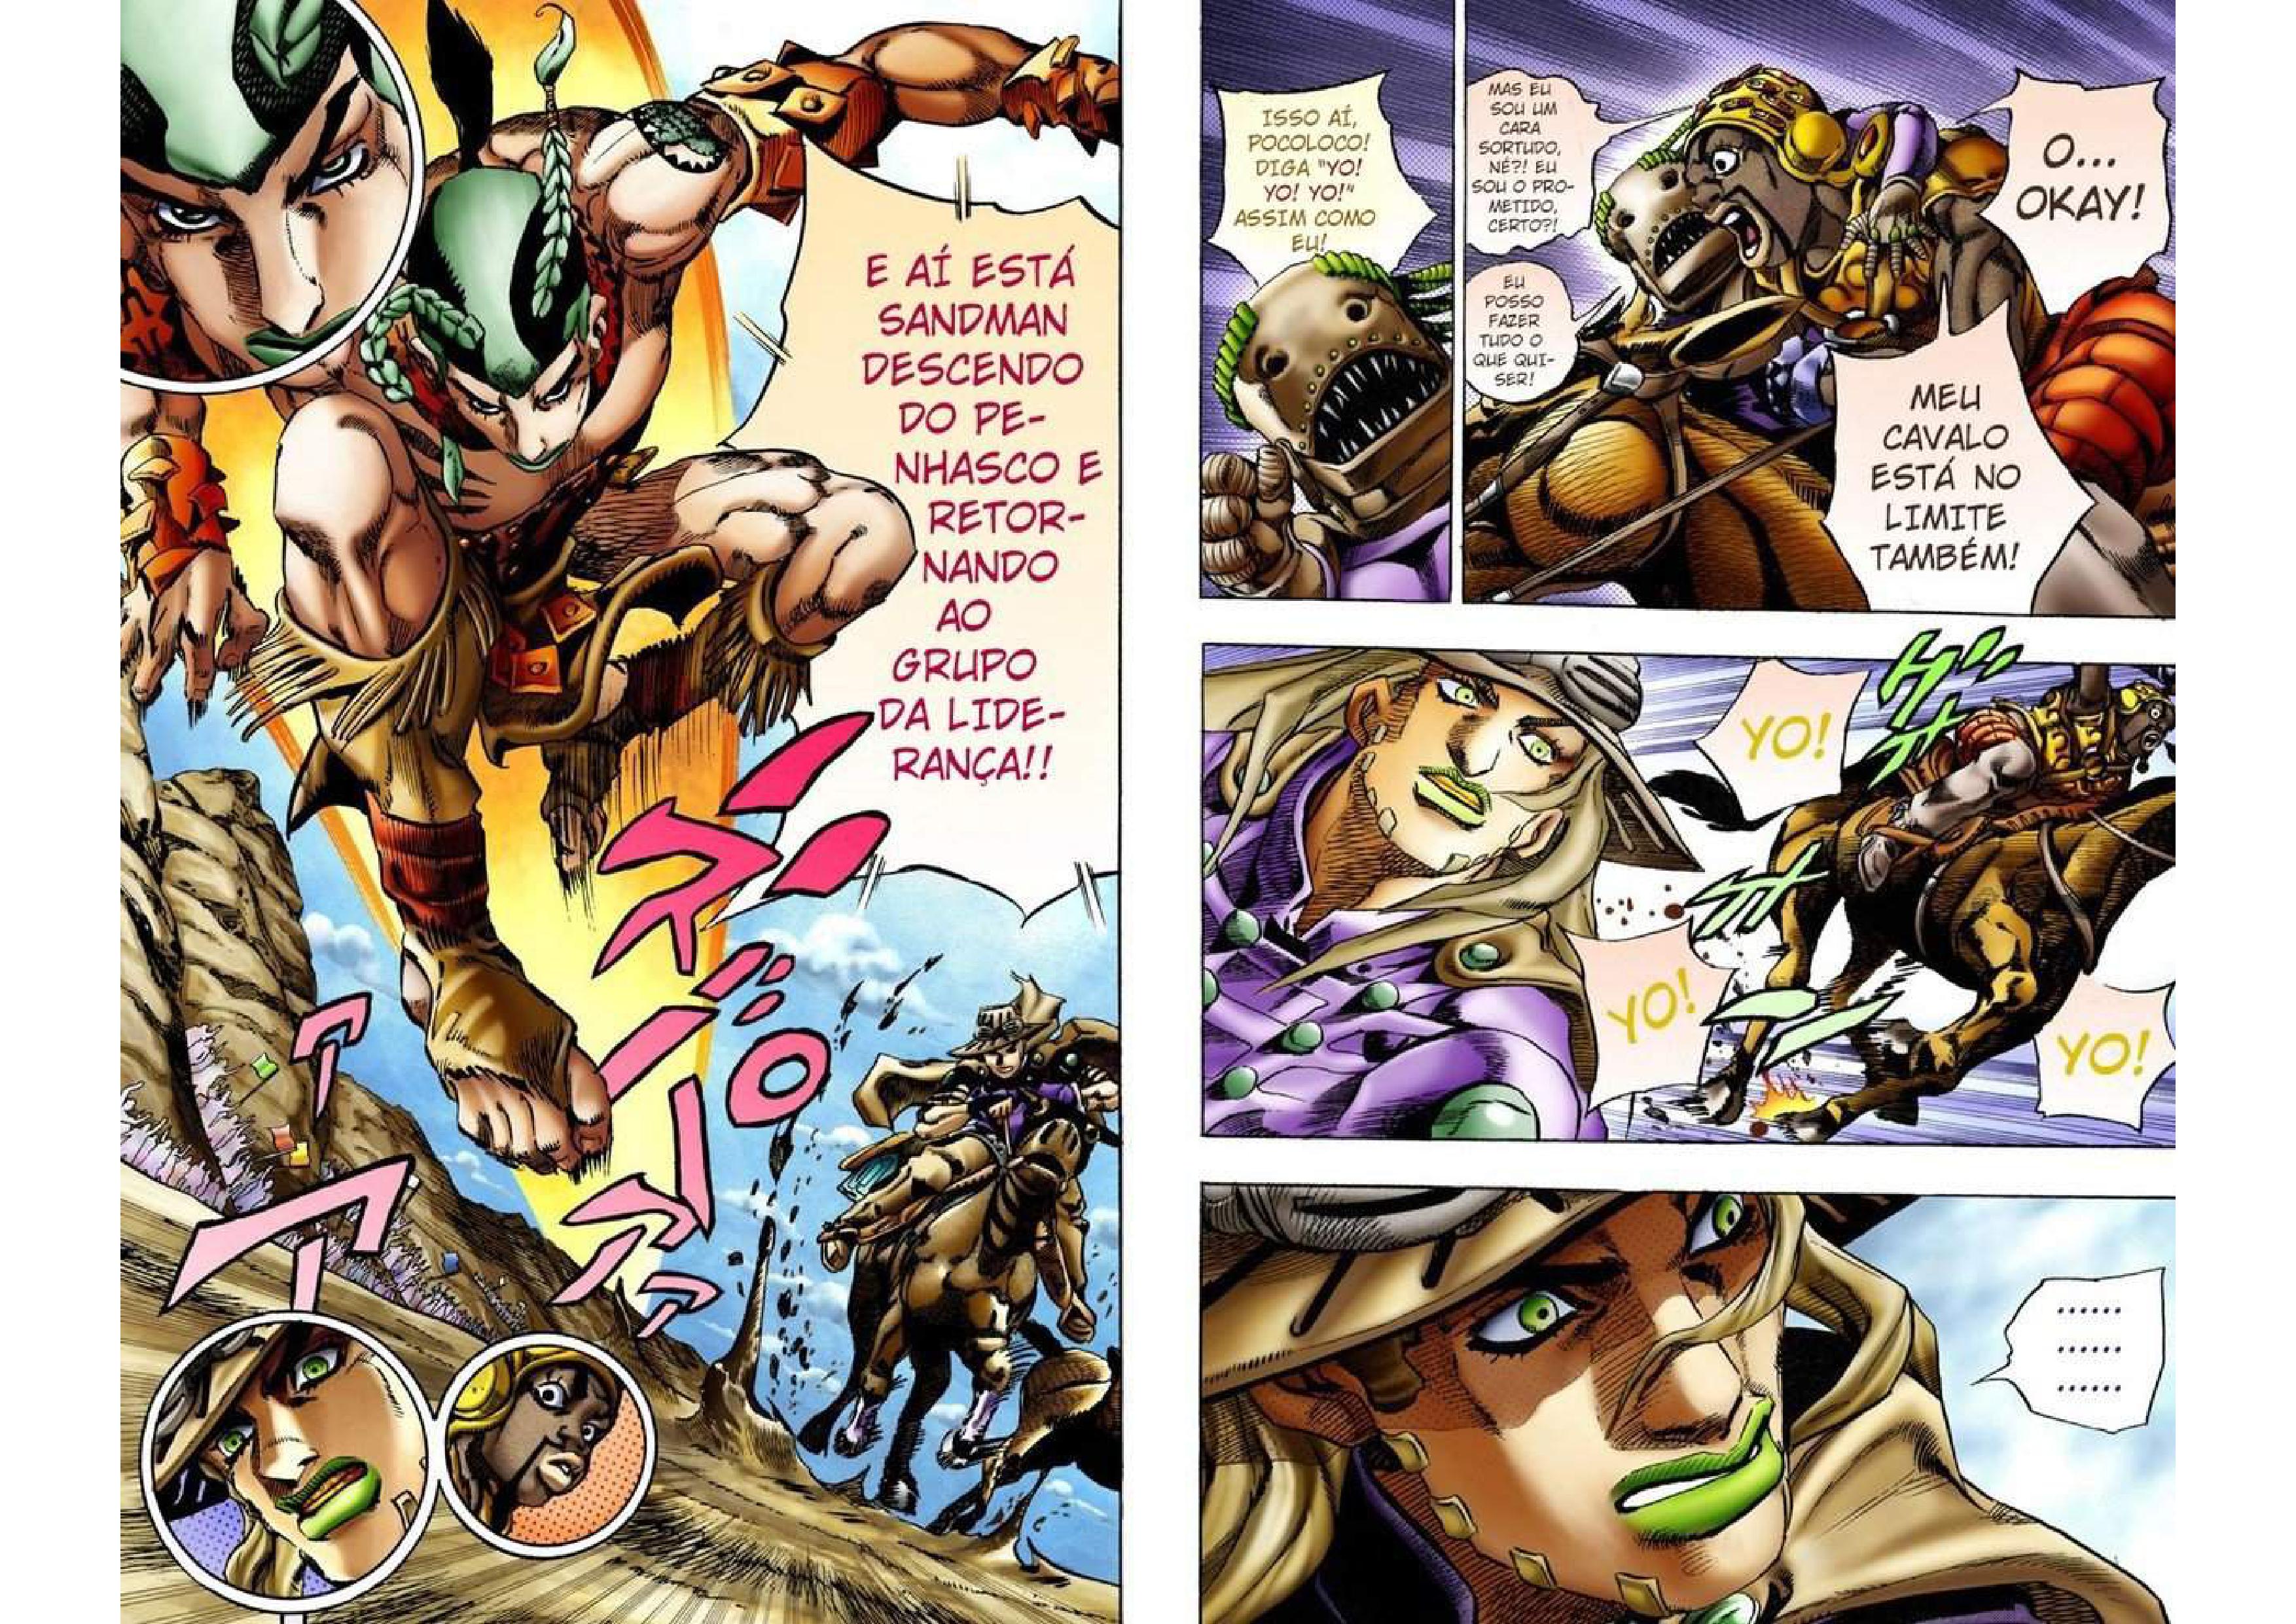 O...
OKAY!
MEU
CAVALO
ESTÁ NO
LIMITE
TAMBÉM!
MAS EU
SOU UM
CARA
SORTUDO,
NÉ?! EU
SOU O PRO-
METIDO,
CERTO?!
EU
POSSO
FAZER
TUDO O
QUE QUI-
SER!
ISSO AÍ,
POCOLOCO!
DIGA "YO!
YO! YO!"
ASSIM COMO
EU!
YO!
YO!
YO!
......
......
......
E AÍ ESTÁ
SANDMAN
DESCENDO
DO PE-
NHASCO E
RETOR-
NANDO
AO
GRUPO
DA LIDE-
RANÇA!!